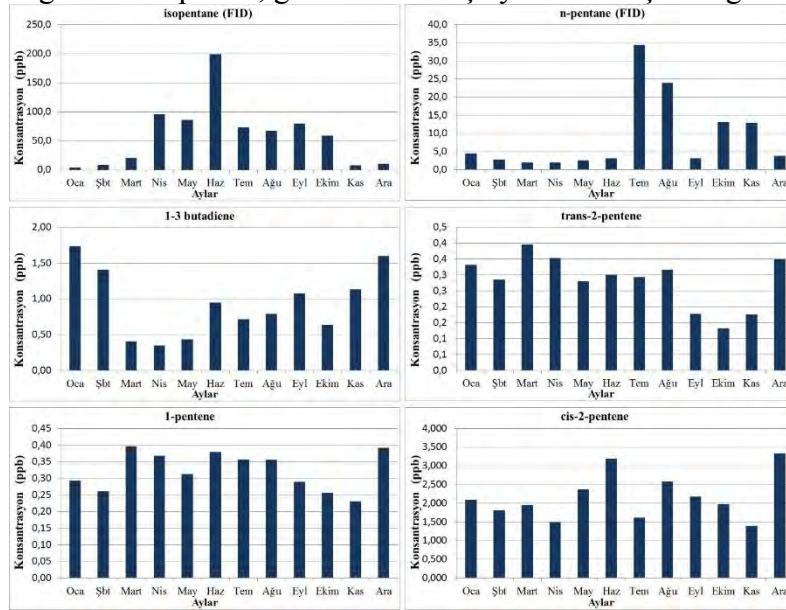 isopentane (FID)
Konsantrasyon (ppb)
250,0
200,0
150,0
100,0
50,0
0,0
Oca Şbt Mart Nis May Haz Tem Ağu Eyl Ekim Kas Ara
Aylar
n-pentane (FID)
Konsantrasyon (ppb)
40,0
35,0
30,0
25,0
20,0
15,0
10,0
5,0
0,0
Oca Şbt Mart Nis May Haz Tem Ağu Eyl Ekim Kas Ara
Aylar
1-3 butadiene
Konsantrasyon (ppb)
2,00
1,50
1,00
0,50
0,00
Oca Şbt Mart Nis May Haz Tem Ağu Eyl Ekim Kas Ara
Aylar
trans-2-pentene
Konsantrasyon (ppb)
0,5
0,4
0,4
0,3
0,3
0,2
0,2
0,1
0,1
0,0
Oca Şbt Mart Nis May Haz Tem Ağu Eyl Ekim Kas Ara
Aylar
1-pentene
Konsantrasyon (ppb)
0,45
0,40
0,35
0,30
0,25
0,20
0,15
0,10
0,05
0,00
Oca Şbt Mart Nis May Haz Tem Ağu Eyl Ekim Kas Ara
Aylar
cis-2-pentene
Konsantrasyon (ppb)
4,000
3,500
3,000
2,500
2,000
1,500
1,000
0,500
0,000
Oca Şbt Mart Nis May Haz Tem Ağu Eyl Ekim Kas Ara
Aylar